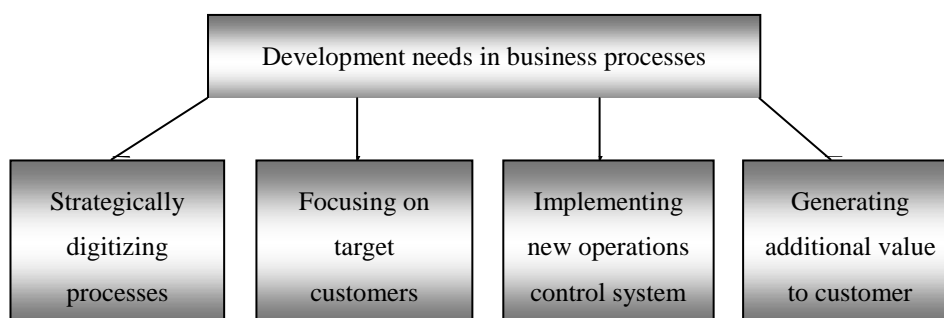 Development needs in business processes
Strategically
digitizing
processes
Focusing on
target
customers
Implementing
new operations
control system
Generating
additional value
to customer